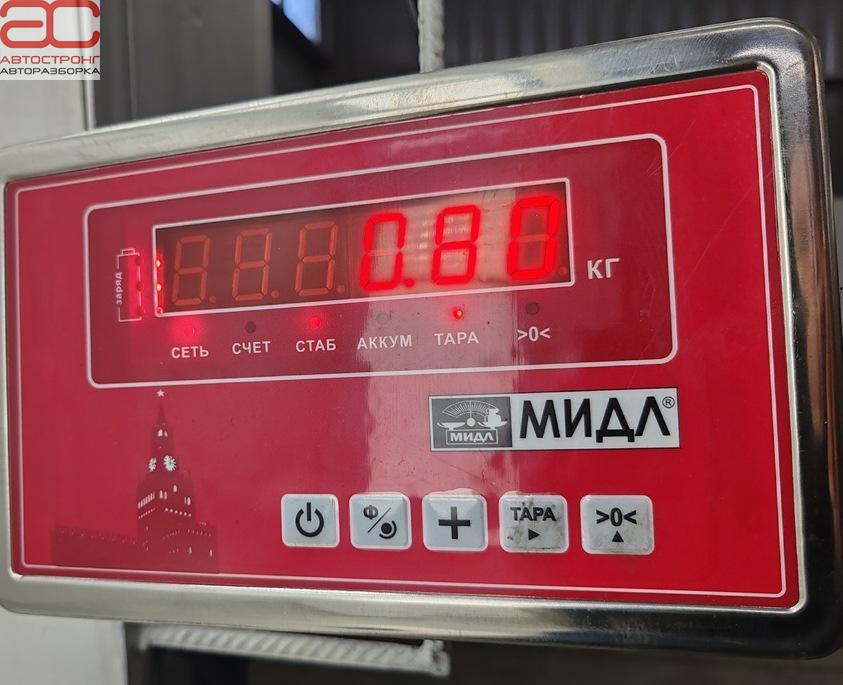 АС
АВТОСТРОНГ
АВТОРАЗБОРКА
заряд
0.80 КГ
СЕТЬ СЧЕТ СТАБ АККУМ ТАРА >0<
МИДЛ МИДЛ®
Ф + ТАРА >0<